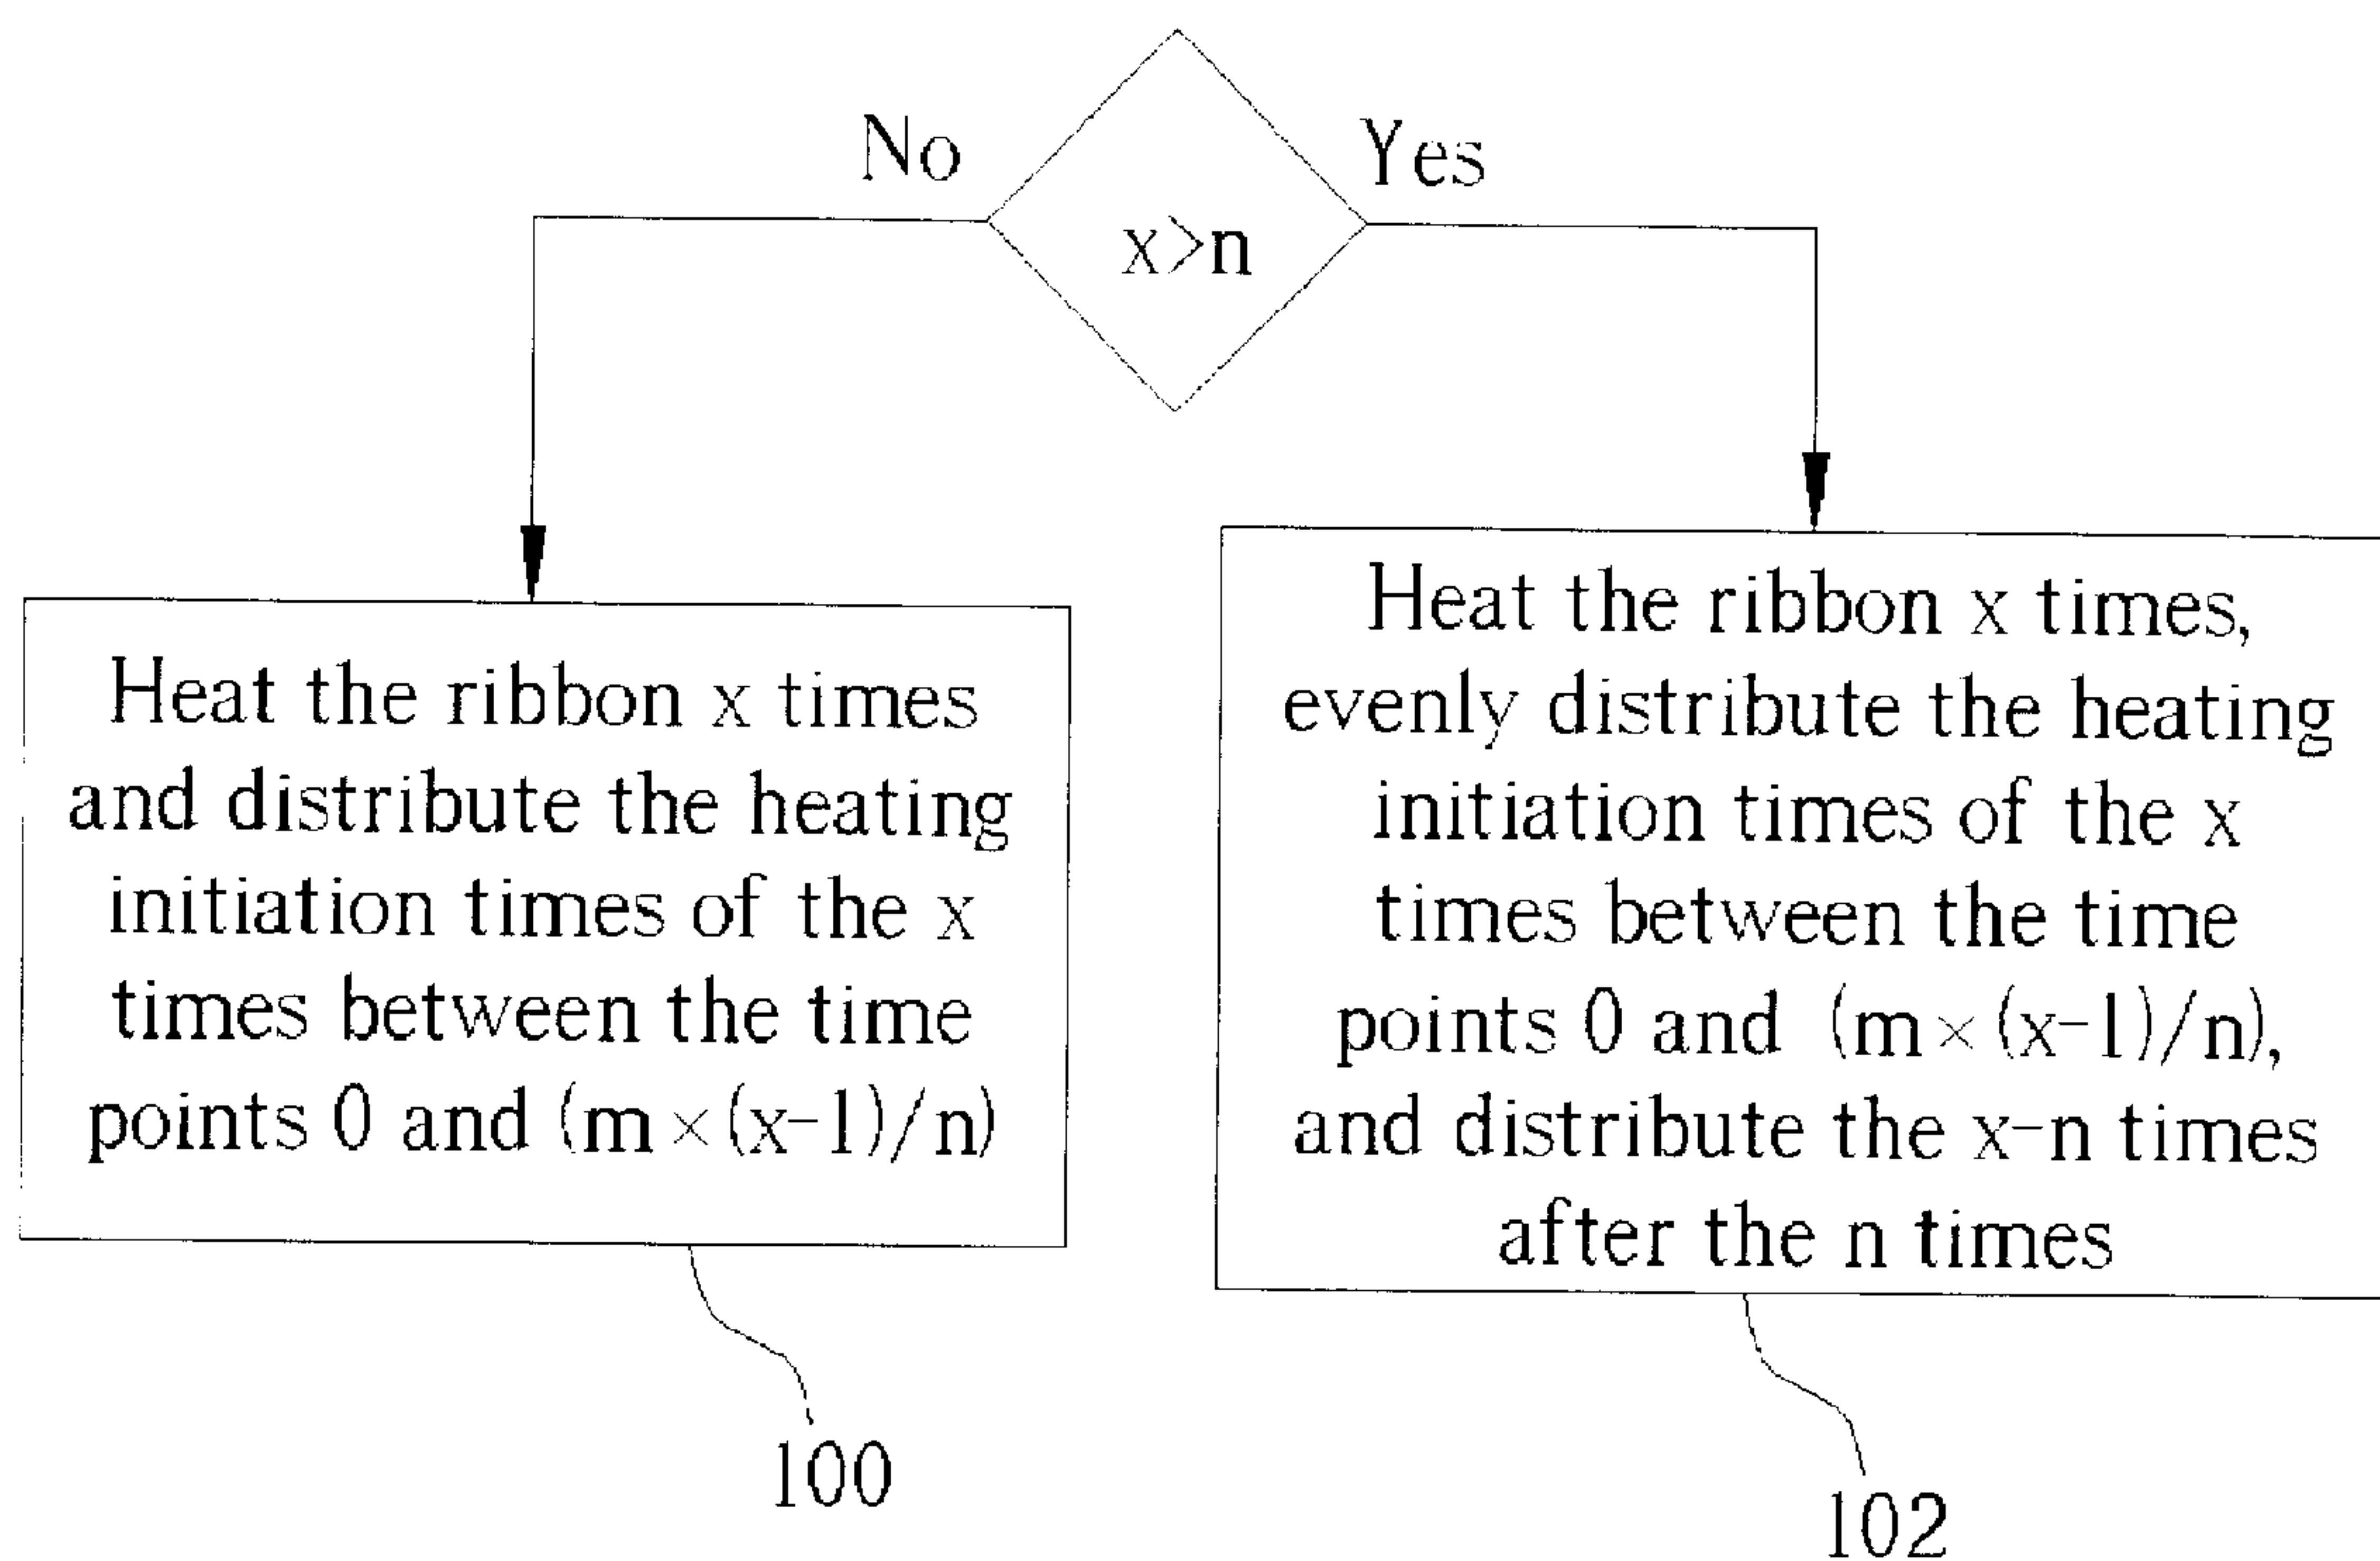 No
Yes
x>n
Heat the ribbon x times
and distribute the heating
initiation times of the x
times between the time
points 0 and (m×(x-1)/n)
100
Heat the ribbon x times,
evenly distribute the heating
initiation times of the x
times between the time
points 0 and (m×(x-1)/n),
and distribute the x-n times
after the n times
102